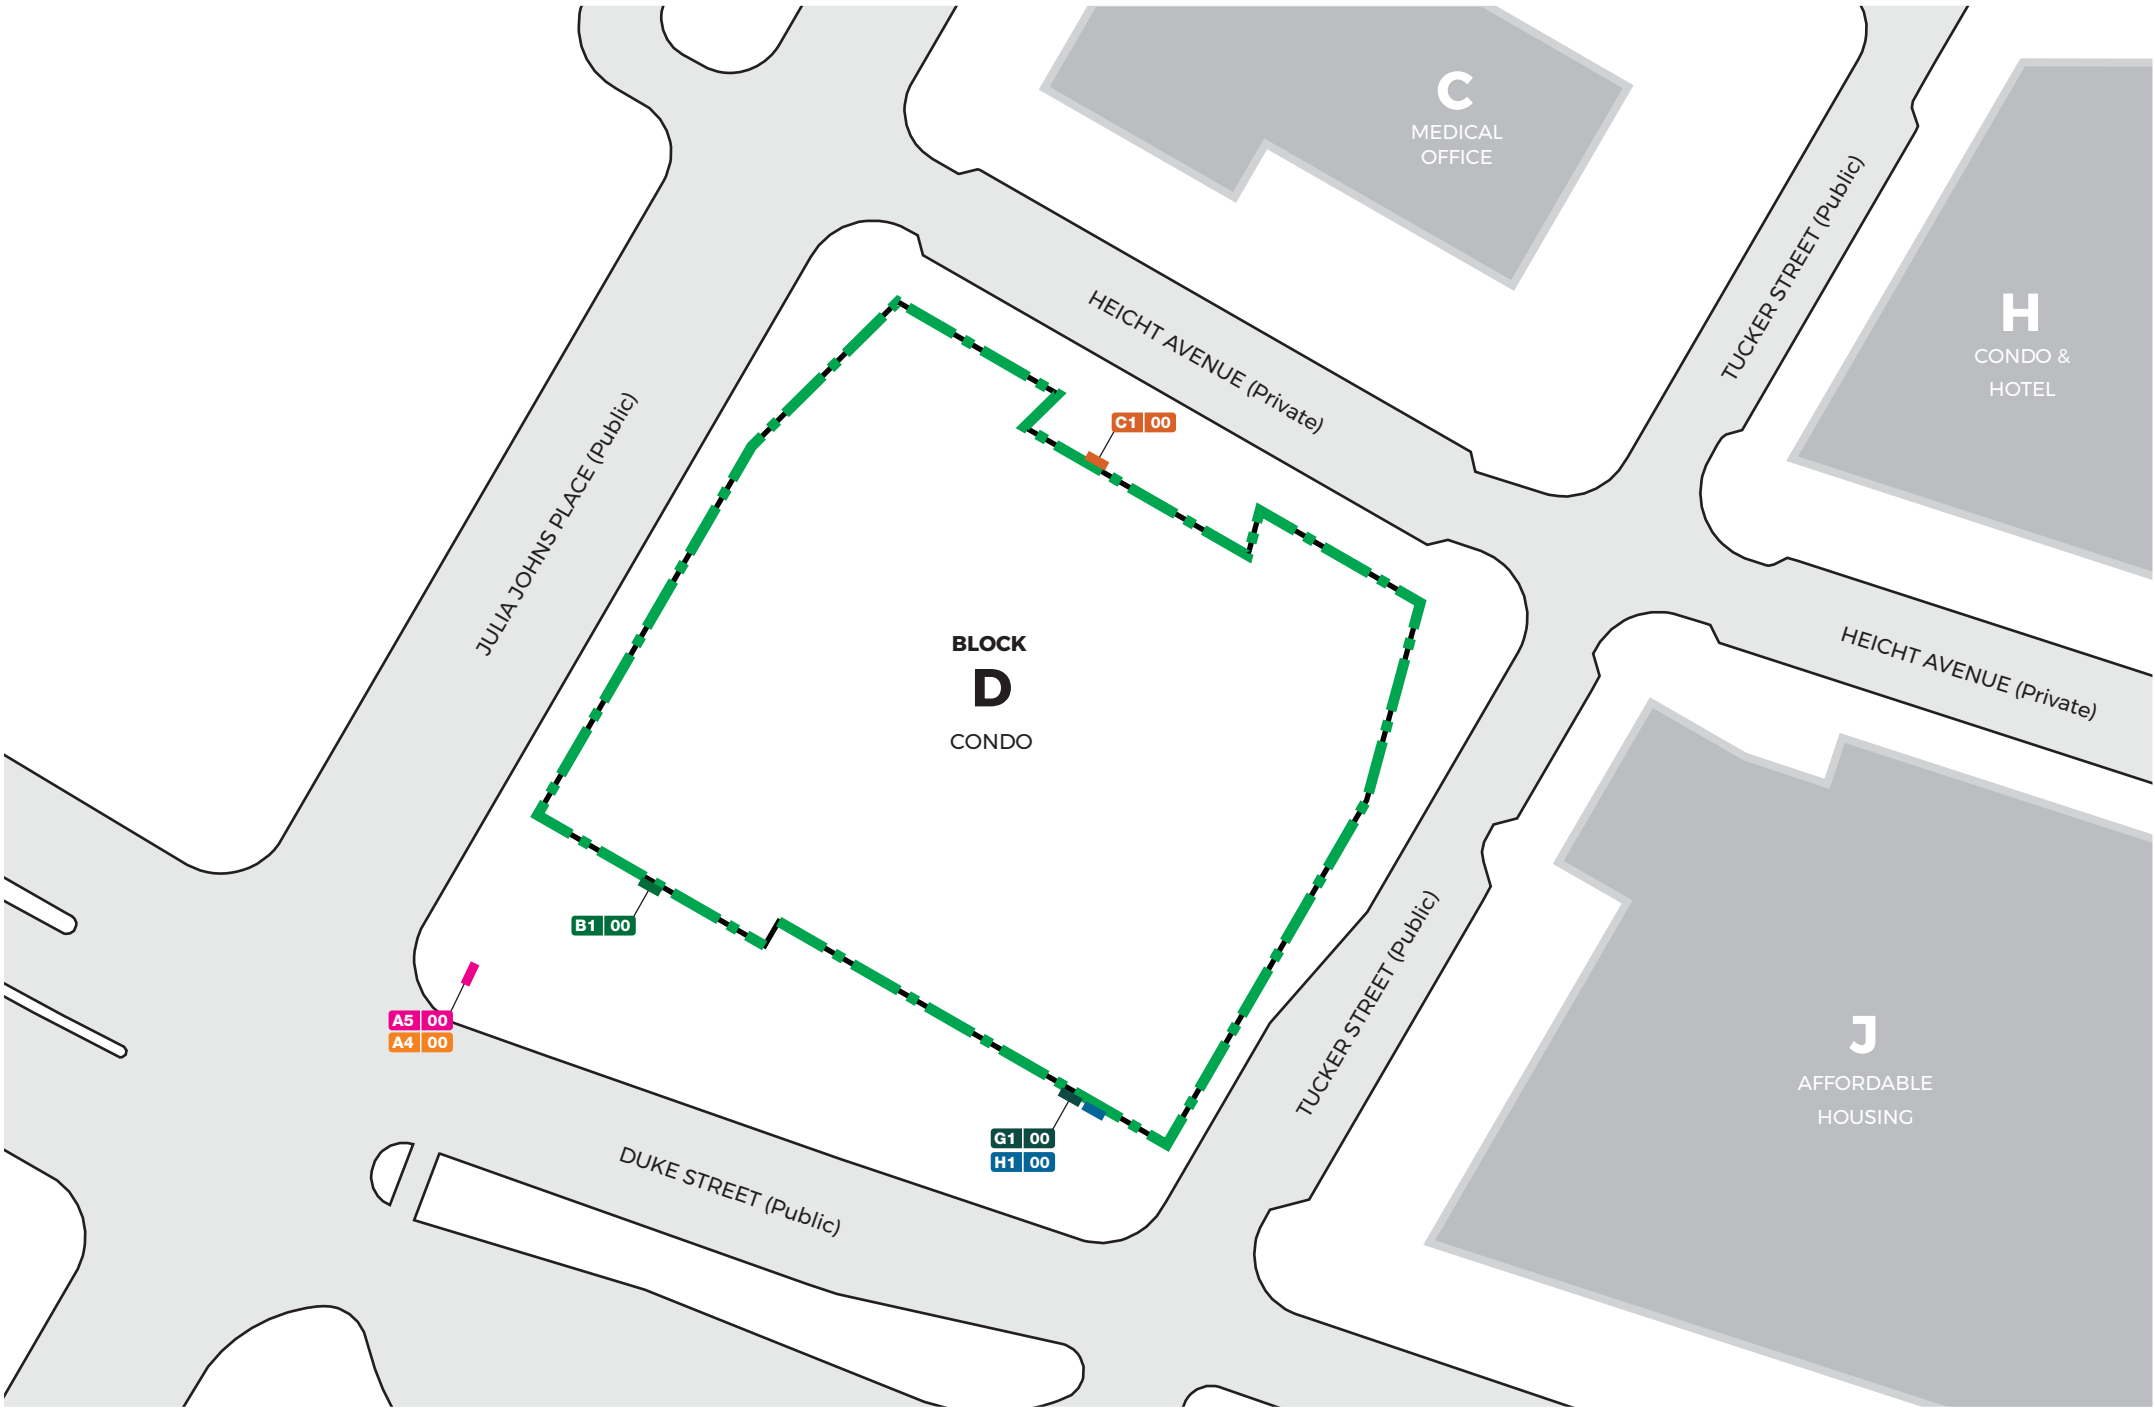 C
MEDICAL
OFFICE
TUCKER STREET (Public)
H
CONDO &
HOTEL
HEICHT AVENUE (Private)
JULIA JOHNS PLACE (Public)
C1 00
BLOCK
D
CONDO
HEICHT AVENUE (Private)
B1 00
A5 00
A4 00
TUCKER STREET (Public)
J
AFFORDABLE
HOUSING
G1 00
H1 00
DUKE STREET (Public)